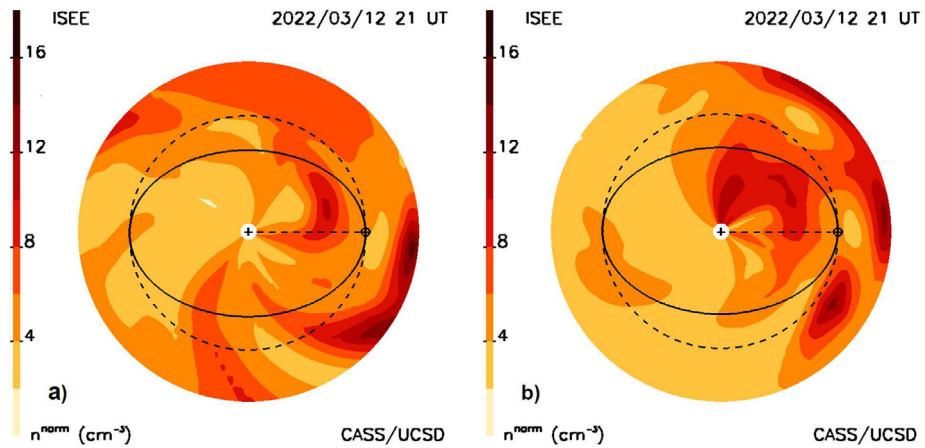 ISEE 2022/03/12 21 UT
16
12
8
4
a)
n^norm (cm^-3) CASS/UCSD
ISEE 2022/03/12 21 UT
16
12
8
4
b)
n^norm (cm^-3) CASS/UCSD